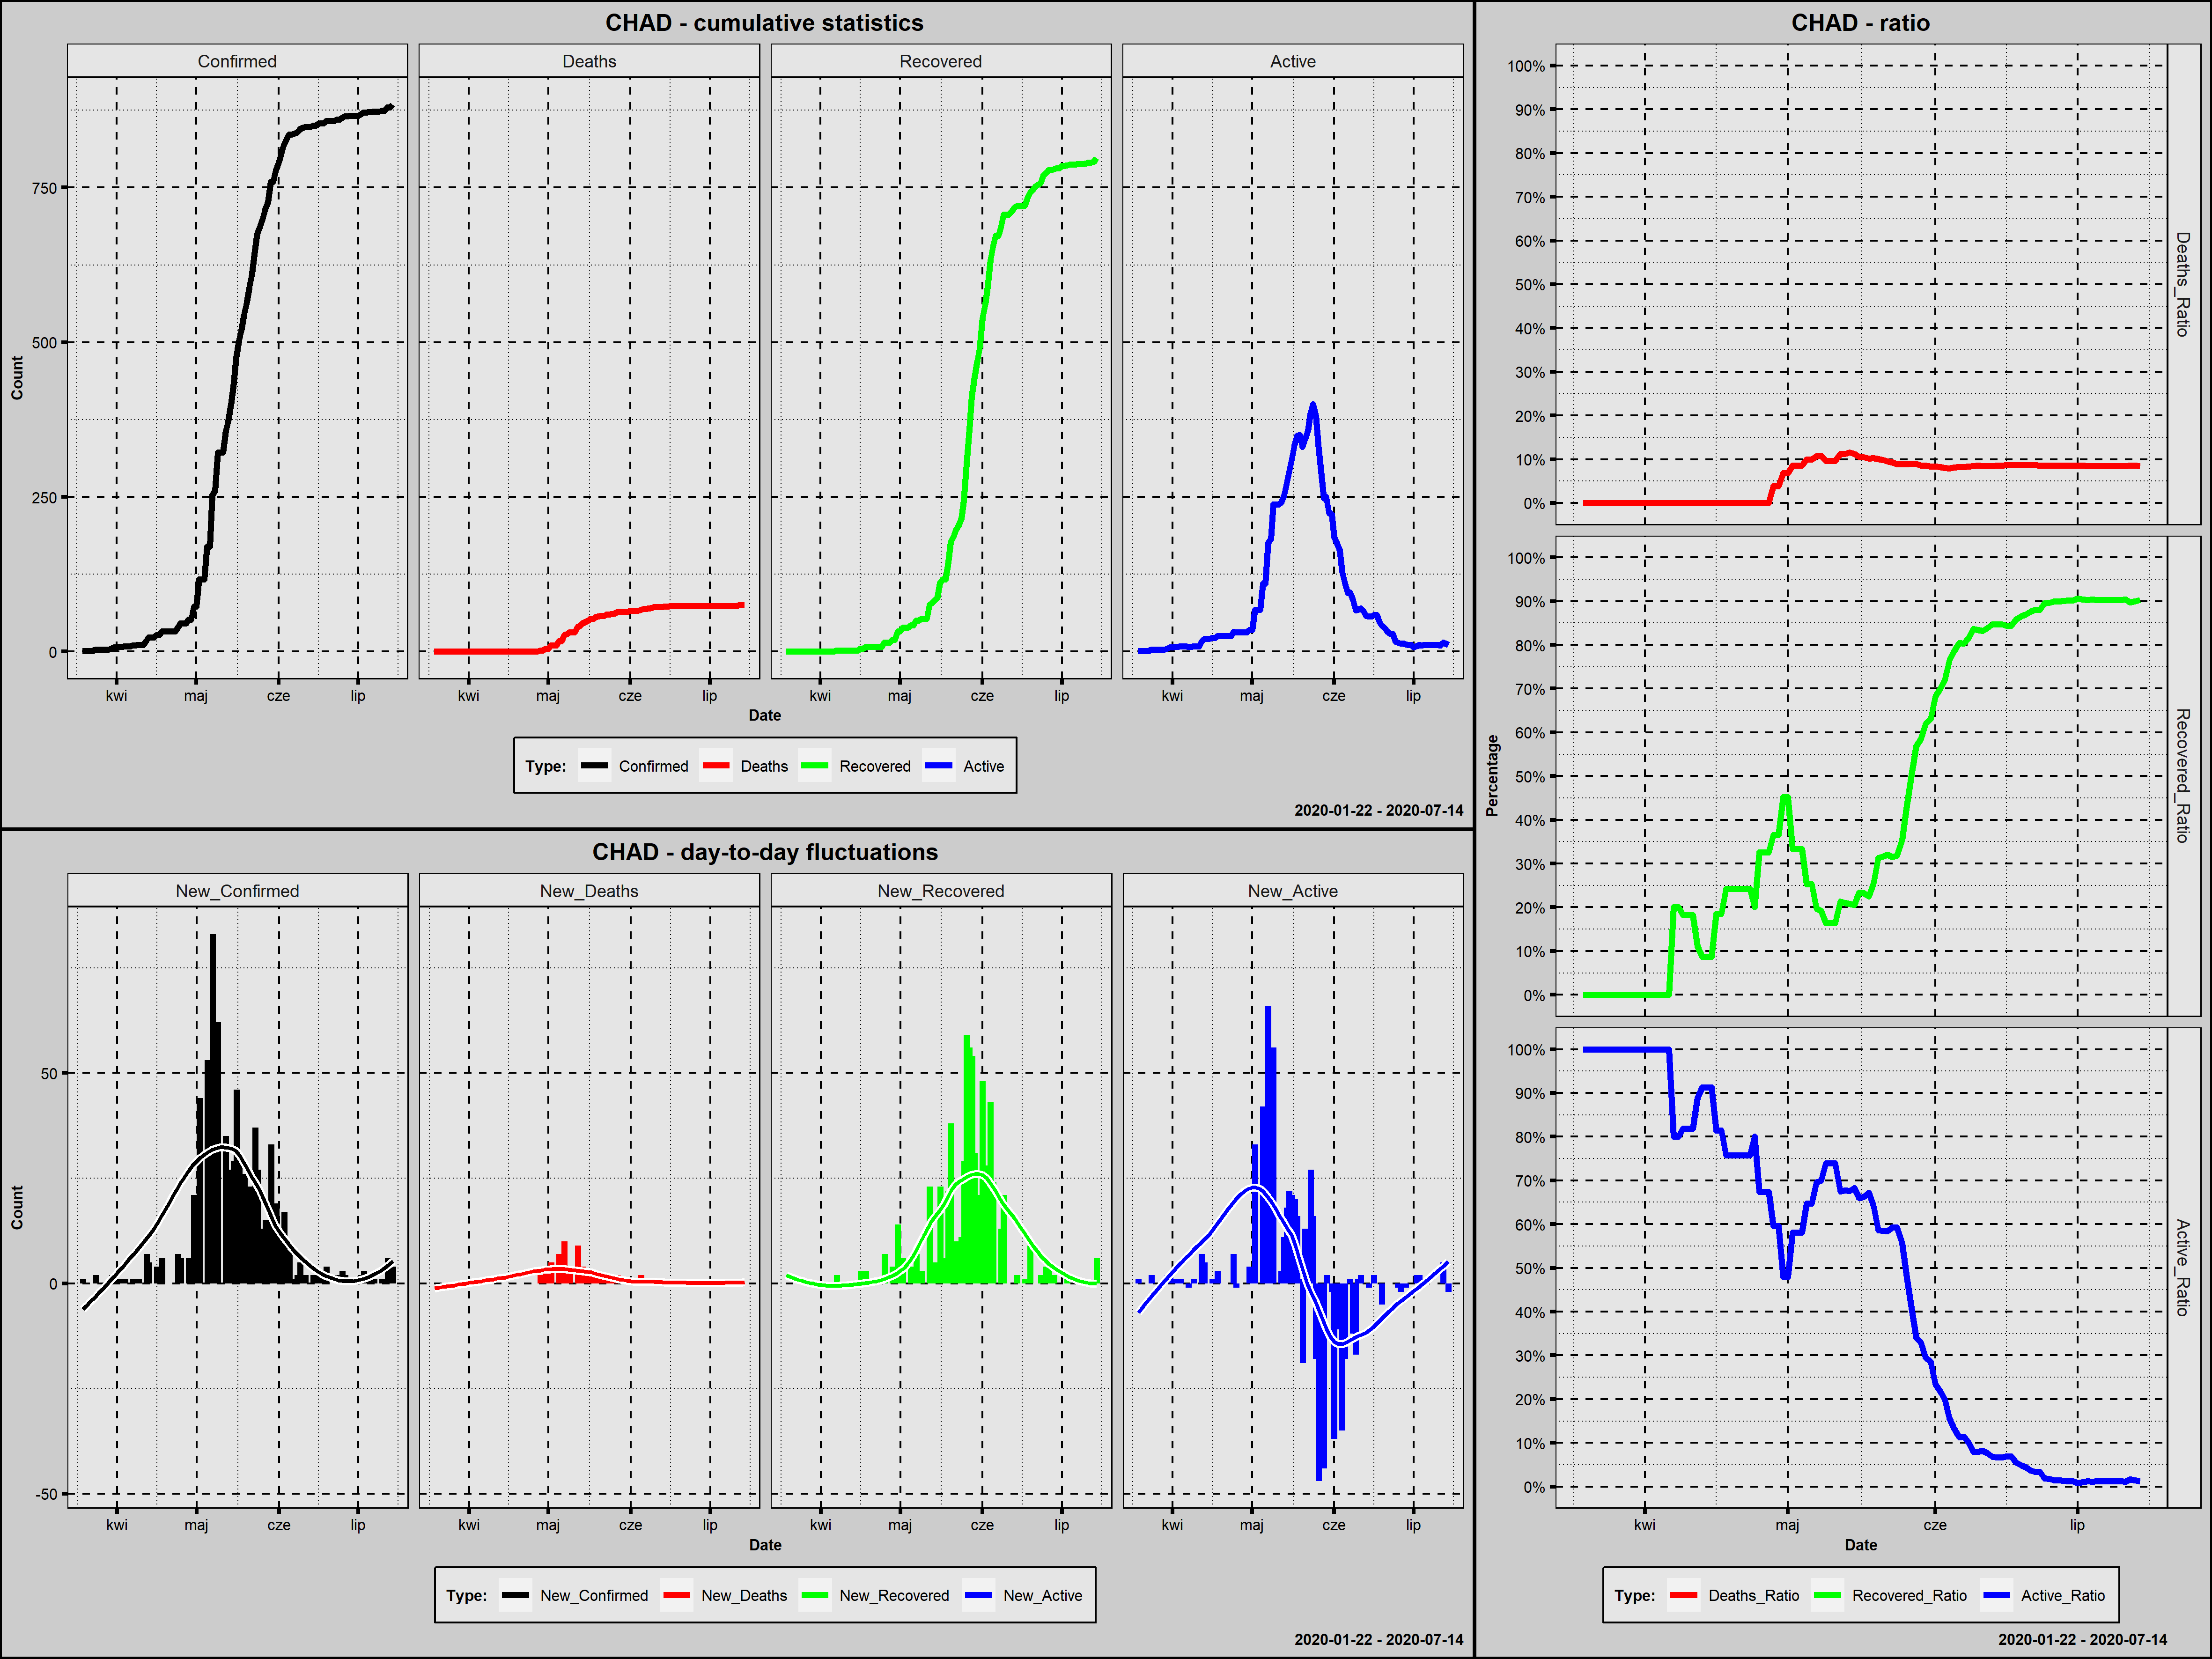 CHAD - cumulative statistics
Confirmed Deaths Recovered Active
Count
750
500
250
0
kwi maj cze lip kwi maj cze lip kwi maj cze lip kwi maj cze lip
Date
Type: Confirmed Deaths Recovered Active
2020-01-22 - 2020-07-14
CHAD - day-to-day fluctuations
New_Confirmed New_Deaths New_Recovered New_Active
Count
50
0
-50
kwi maj cze lip kwi maj cze lip kwi maj cze lip kwi maj cze lip
Date
Type: New_Confirmed New_Deaths New_Recovered New_Active
2020-01-22 - 2020-07-14
CHAD - ratio
Percentage
100%
90%
80%
70%
60%
50%
40%
30%
20%
10%
0%
Deaths_Ratio
100%
90%
80%
70%
60%
50%
40%
30%
20%
10%
0%
Recovered_Ratio
100%
90%
80%
70%
60%
50%
40%
30%
20%
10%
0%
Active_Ratio
kwi maj cze lip
Date
Type: Deaths_Ratio Recovered_Ratio Active_Ratio
2020-01-22 - 2020-07-14